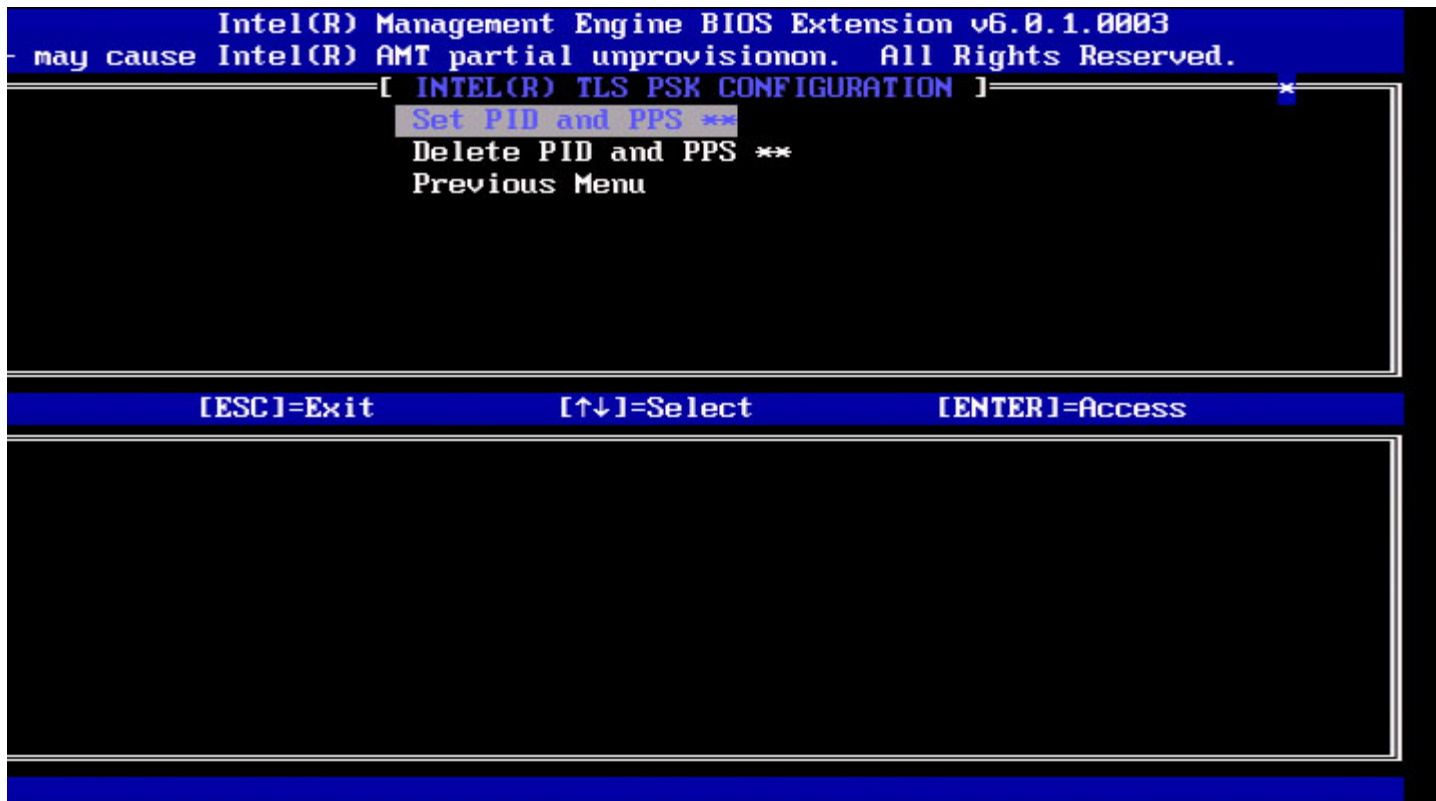 Intel(R) Management Engine BIOS Extension v6.0.1.0003
- may cause Intel(R) AMT partial unprovisionon. All Rights Reserved.
[ INTEL(R) TLS PSK CONFIGURATION ] *
Set PID and PPS **
Delete PID and PPS **
Previous Menu
[ESC]=Exit [↑↓]=Select [ENTER]=Access